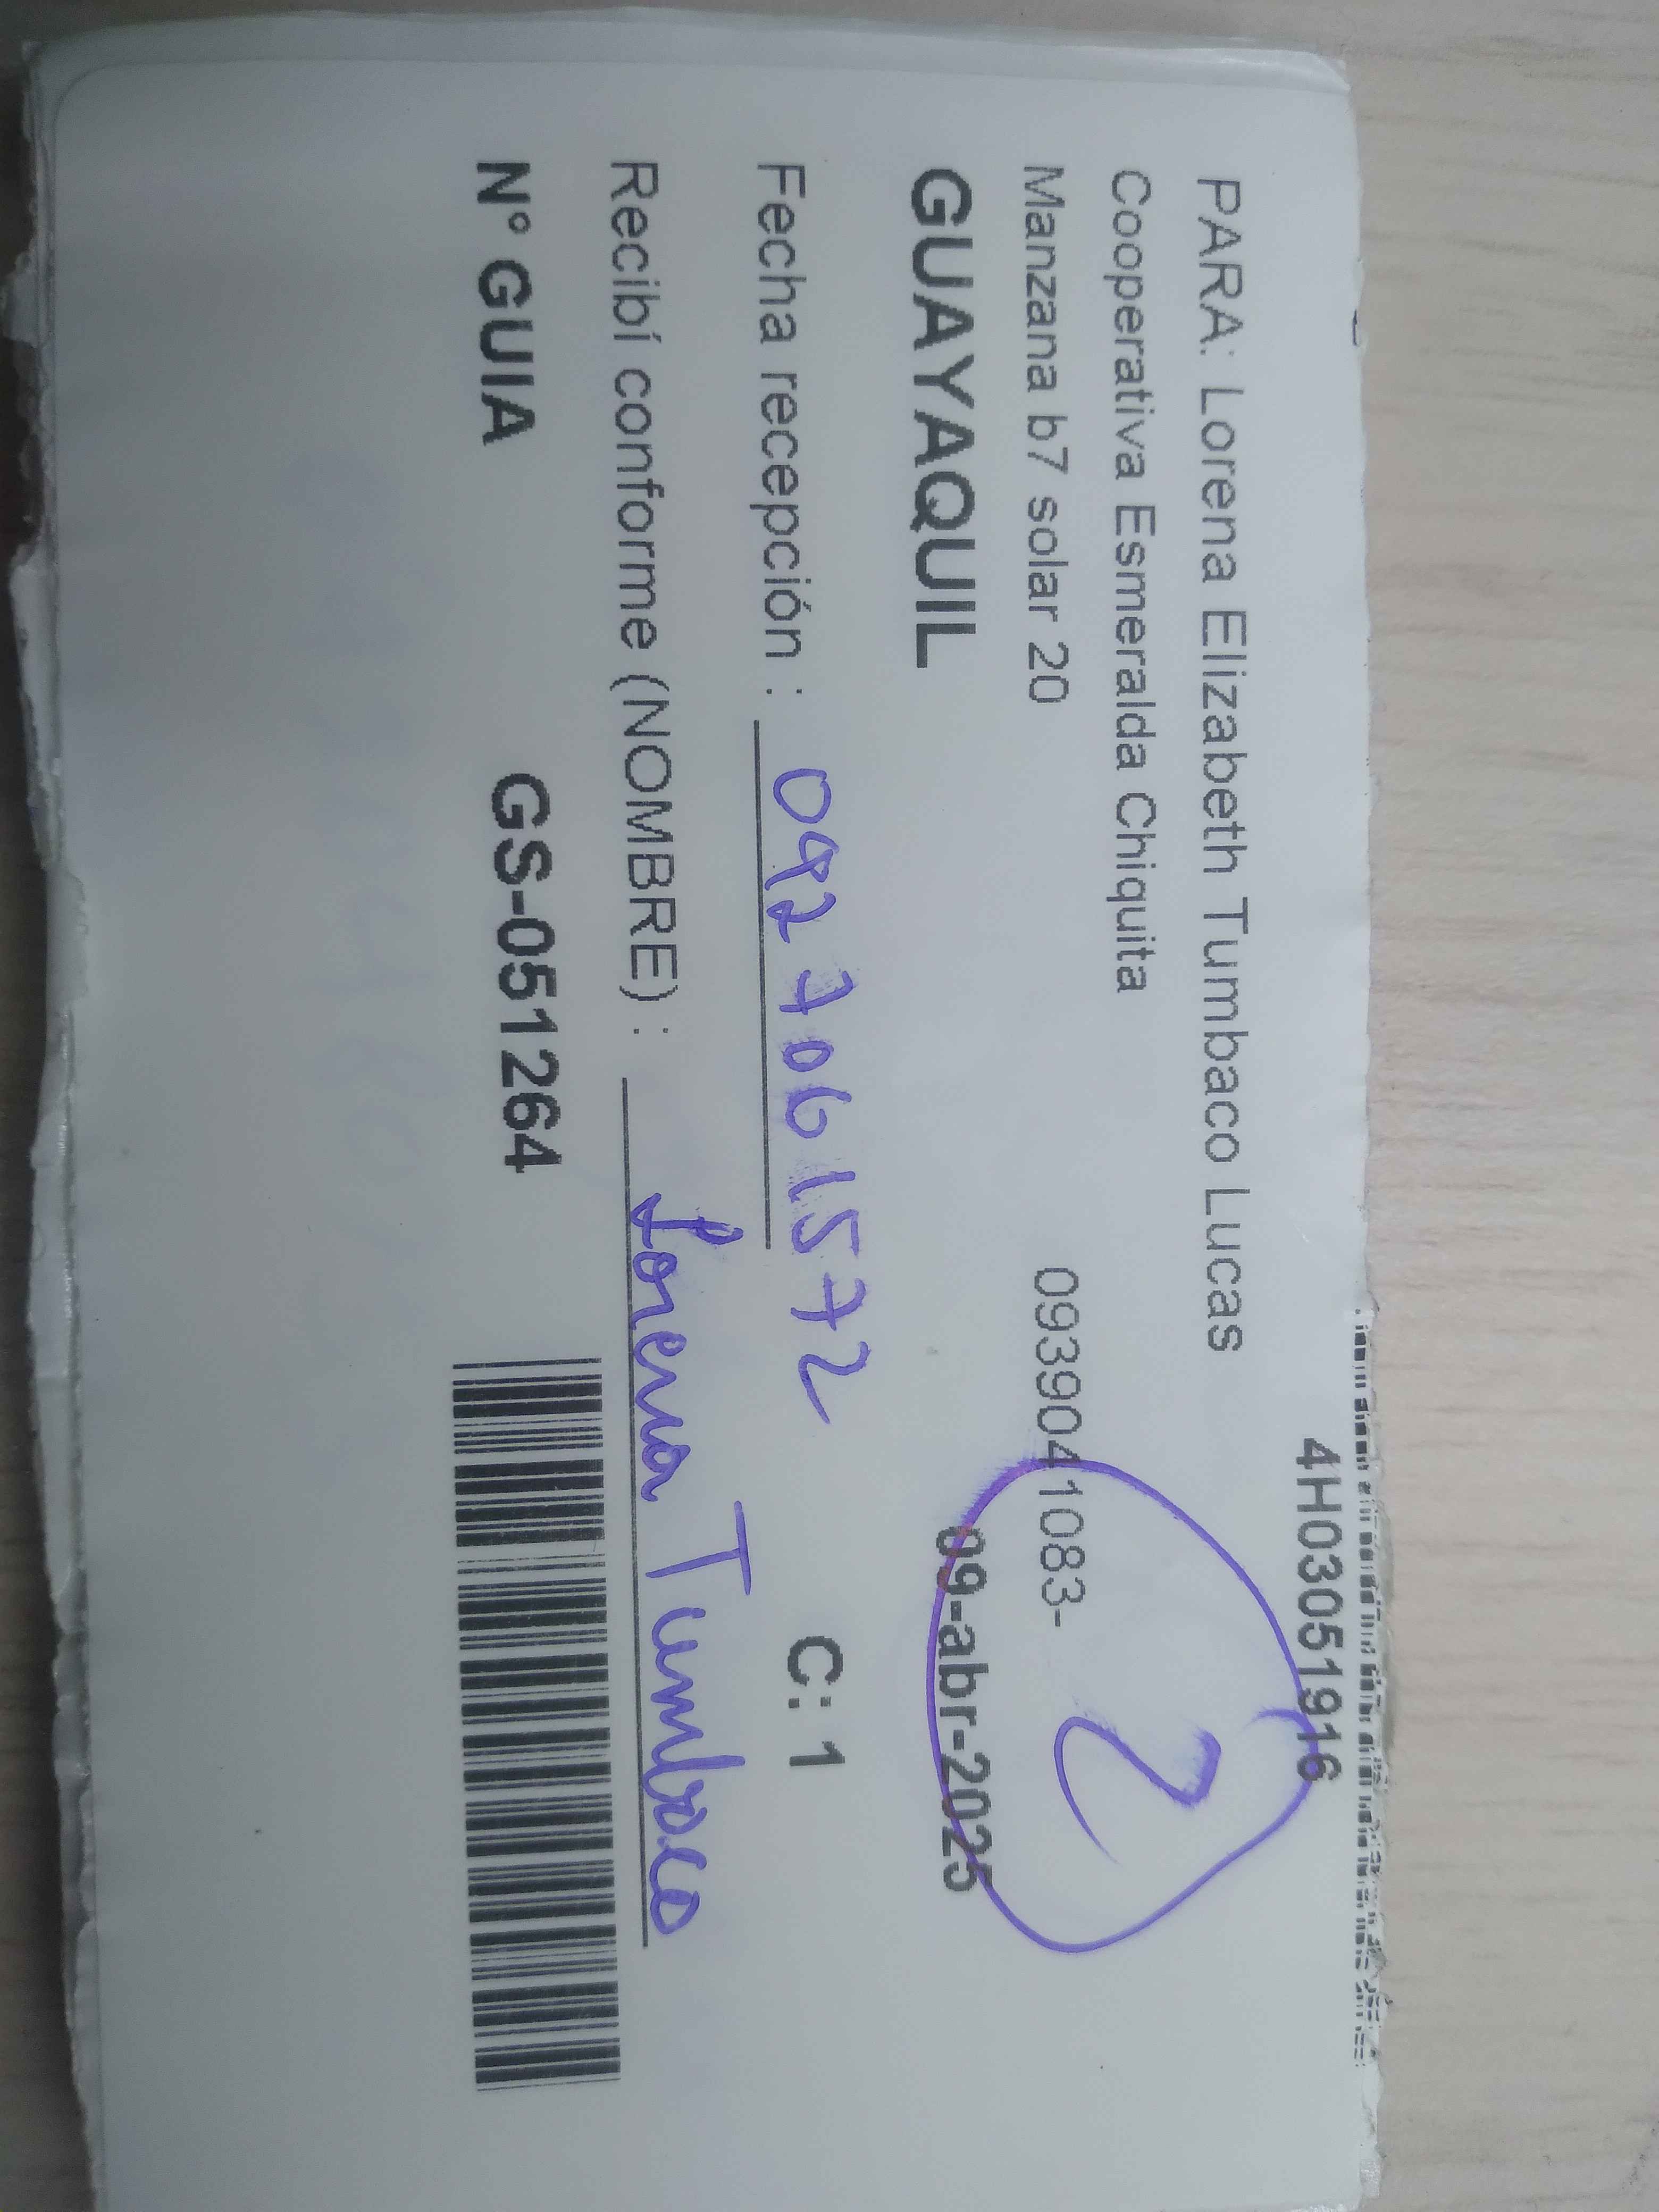 4H03051916
PARA: Lorena Elizabeth Tumbaco Lucas
Cooperativa Esmeralda Chiquita
Manzana b7 solar 20 0939041083-
2
GUAYAQUIL 09-abr-2025
Fecha recepción : 0927061572 C: 1
Recibí conforme (NOMBRE) : Lorena Tumbaco
N° GUIA GS-051264